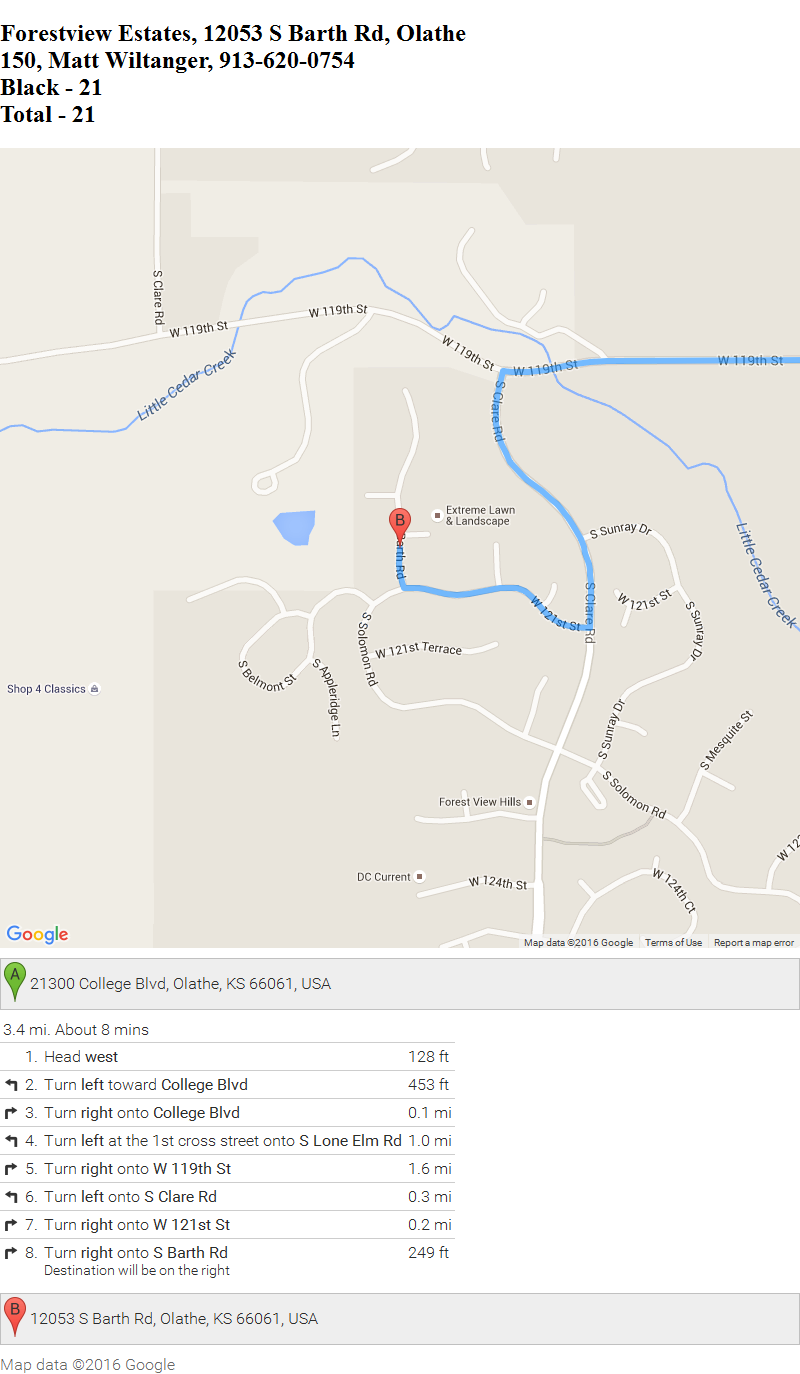 Forestview Estates, 12053 S Barth Rd, Olathe
150, Matt Wiltanger, 913-620-0754
Black - 21
Total - 21
S Clare Rd
W 119th St
W 119th St
W 119th St
W 119th St
W 119th St
Little Cedar Creek
S Clare Rd
Extreme Lawn
& Landscape
B
Barth Rd
S Sunray Dr
Little Cedar Creek
W 121st St
S Clare Rd
W 121st St
S Sunray Dr
S Solomon Rd
W 121st Terrace
S Belmont St
S Appleridge Ln
Shop 4 Classics
S Sunray Dr
S Mesquite St
S Solomon Rd
Forest View Hills
DC Current
W 124th St
W 124th Ct
Google
Map data ©2016 Google
Terms of Use
Report a map error
A
21300 College Blvd, Olathe, KS 66061, USA
3.4 mi. About 8 mins
1. Head west 128 ft
2. Turn left toward College Blvd 453 ft
3. Turn right onto College Blvd 0.1 mi
4. Turn left at the 1st cross street onto S Lone Elm Rd 1.0 mi
5. Turn right onto W 119th St 1.6 mi
6. Turn left onto S Clare Rd 0.3 mi
7. Turn right onto W 121st St 0.2 mi
8. Turn right onto S Barth Rd 249 ft
Destination will be on the right
B
12053 S Barth Rd, Olathe, KS 66061, USA
Map data ©2016 Google